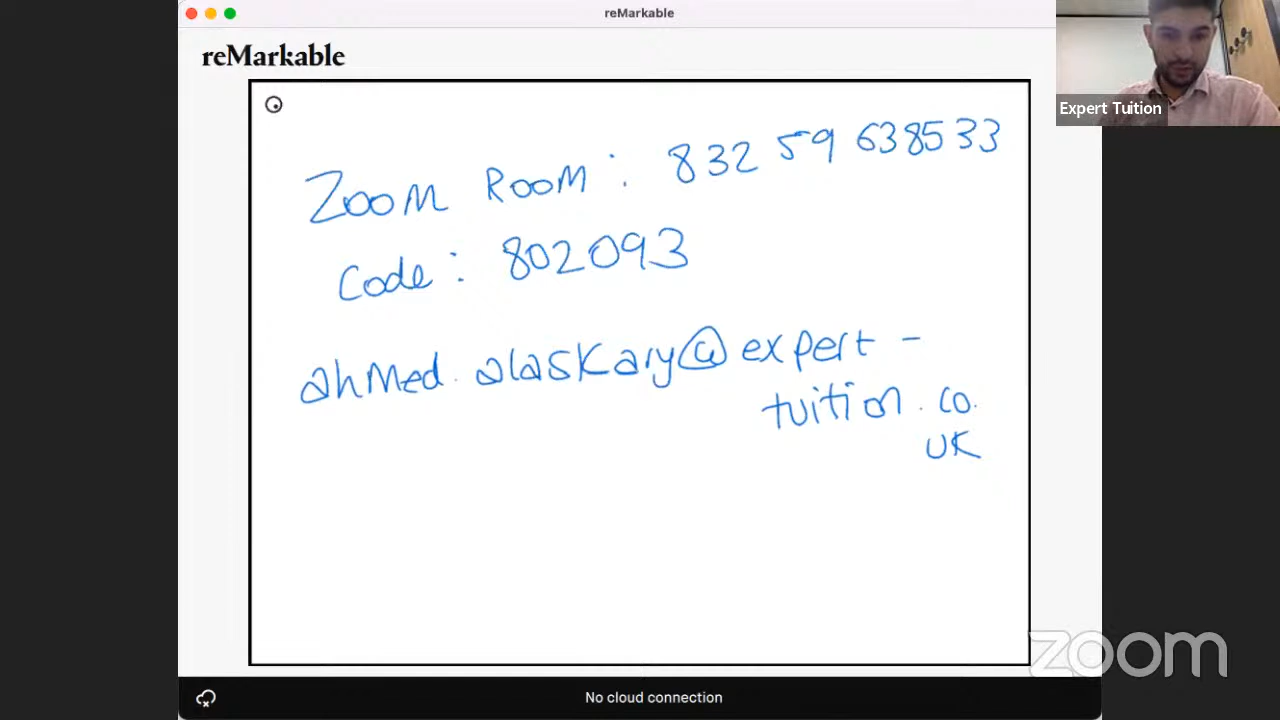 reMarkable
reMarkable
Expert Tuition
Zoom Room : 832 59 638533
Code : 802093
ahmed.alaskary@expert-
tuition.co.
UK
zoom
No cloud connection